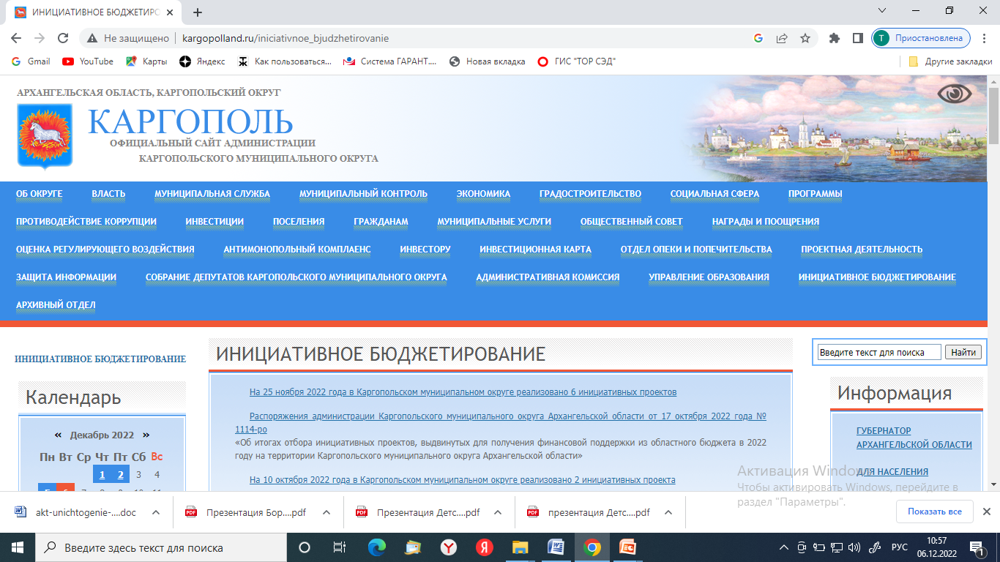 ИНИЦИАТИВНОЕ БЮДЖЕТИРО
Не защищено
kargopolland.ru/iniciativnoe_bjudzhetirovanie
T
Приостановлена
Gmail
YouTube
Карты
Яндекс
Как пользоваться...
Система ГАРАНТ....
Новая вкладка
ГИС "ТОР СЭД"
Другие закладки
АРХАНГЕЛЬСКАЯ ОБЛАСТЬ, КАРГОПОЛЬСКИЙ ОКРУГ
КАРГОПОЛЬ
ОФИЦИАЛЬНЫЙ САЙТ АДМИНИСТРАЦИИ
КАРГОПОЛЬСКОГО МУНИЦИПАЛЬНОГО ОКРУГА
ОБ ОКРУГЕ ВЛАСТЬ МУНИЦИПАЛЬНАЯ СЛУЖБА МУНИЦИПАЛЬНЫЙ КОНТРОЛЬ ЭКОНОМИКА ГРАДОСТРОИТЕЛЬСТВО СОЦИАЛЬНАЯ СФЕРА ПРОГРАММЫ
ПРОТИВОДЕЙСТВИЕ КОРРУПЦИИ ИНВЕСТИЦИИ ПОСЕЛЕНИЯ ГРАЖДАНАМ МУНИЦИПАЛЬНЫЕ УСЛУГИ ОБЩЕСТВЕННЫЙ СОВЕТ НАГРАДЫ И ПООЩРЕНИЯ
ОЦЕНКА РЕГУЛИРУЮЩЕГО ВОЗДЕЙСТВИЯ АНТИМОНОПОЛЬНЫЙ КОМПЛАЕНС ИНВЕСТОРУ ИНВЕСТИЦИОННАЯ КАРТА ОТДЕЛ ОПЕКИ И ПОПЕЧИТЕЛЬСТВА ПРОЕКТНАЯ ДЕЯТЕЛЬНОСТЬ
ЗАЩИТА ИНФОРМАЦИИ СОБРАНИЕ ДЕПУТАТОВ КАРГОПОЛЬСКОГО МУНИЦИПАЛЬНОГО ОКРУГА АДМИНИСТРАТИВНАЯ КОМИССИЯ УПРАВЛЕНИЕ ОБРАЗОВАНИЯ ИНИЦИАТИВНОЕ БЮДЖЕТИРОВАНИЕ
АРХИВНЫЙ ОТДЕЛ
ИНИЦИАТИВНОЕ БЮДЖЕТИРОВАНИЕ
Календарь
« Декабрь 2022 »
Пн Вт Ср Чт Пт Сб Вс
1 2 3 4
ИНИЦИАТИВНОЕ БЮДЖЕТИРОВАНИЕ
На 25 ноября 2022 года в Каргопольском муниципальном округе реализовано 6 инициативных проектов
Распоряжения администрации Каргопольского муниципального округа Архангельской области от 17 октября 2022 года №
1114-ро
«Об итогах отбора инициативных проектов, выдвинутых для получения финансовой поддержки из областного бюджета в 2022
году на территории Каргопольского муниципального округа Архангельской области»
На 10 октября 2022 года в Каргопольском муниципальном округе реализовано 2 инициативных проекта
Введите текст для поиска
Найти
Информация
ГУБЕРНАТОР
АРХАНГЕЛЬСКОЙ ОБЛАСТИ
ДЛЯ НАСЕЛЕНИЯ
Активация Windows
Чтобы активировать Windows, перейдите в
раздел "Параметры".
akt-unichtogenie-....doc
Презентация Бор....pdf
Презентация Детс....pdf
презентация Детс....pdf
Показать все
Введите здесь текст для поиска
РУС
10:57
06.12.2022
1